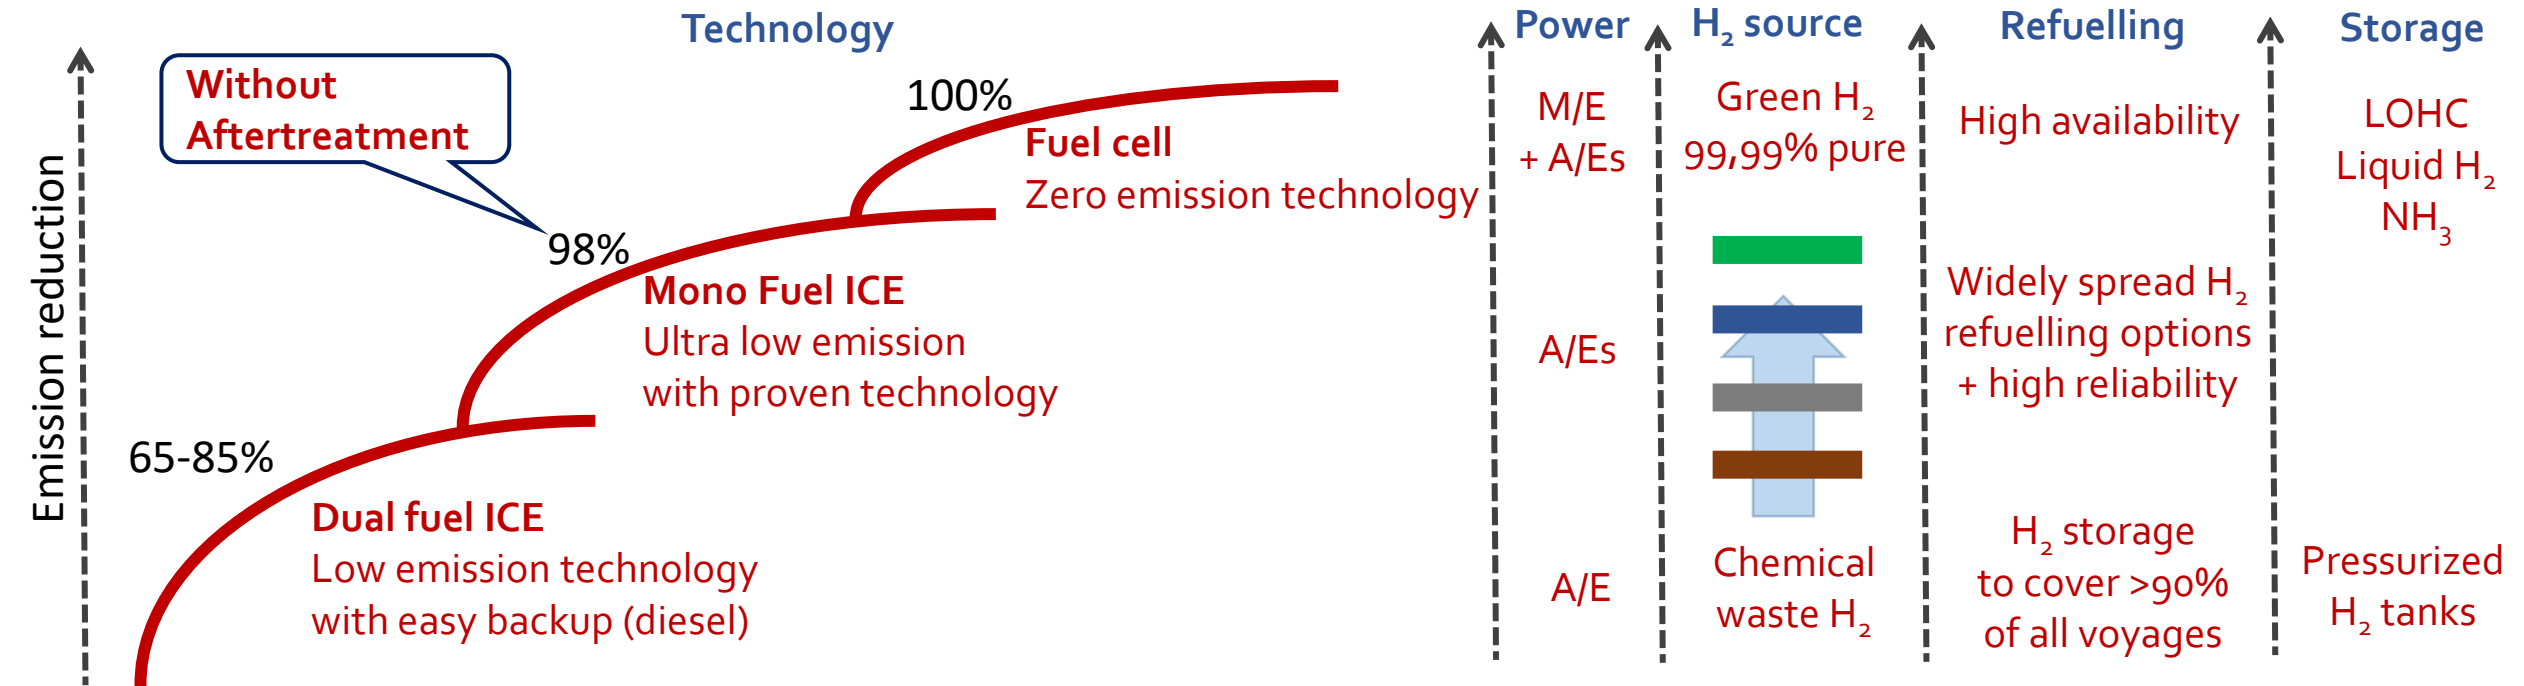 Technology
Power
H₂ source
Refuelling
Storage
Emission reduction
Without
Aftertreatment
100%
Fuel cell
Zero emission technology
98%
Mono Fuel ICE
Ultra low emission
with proven technology
65-85%
Dual fuel ICE
Low emission technology
with easy backup (diesel)
M/E
+ A/Es
A/Es
A/E
Green H₂
99,99% pure
Chemical
waste H₂
High availability
Widely spread H₂
refuelling options
+ high reliability
H₂ storage
to cover >90%
of all voyages
LOHC
Liquid H₂
NH₃
Pressurized
H₂ tanks